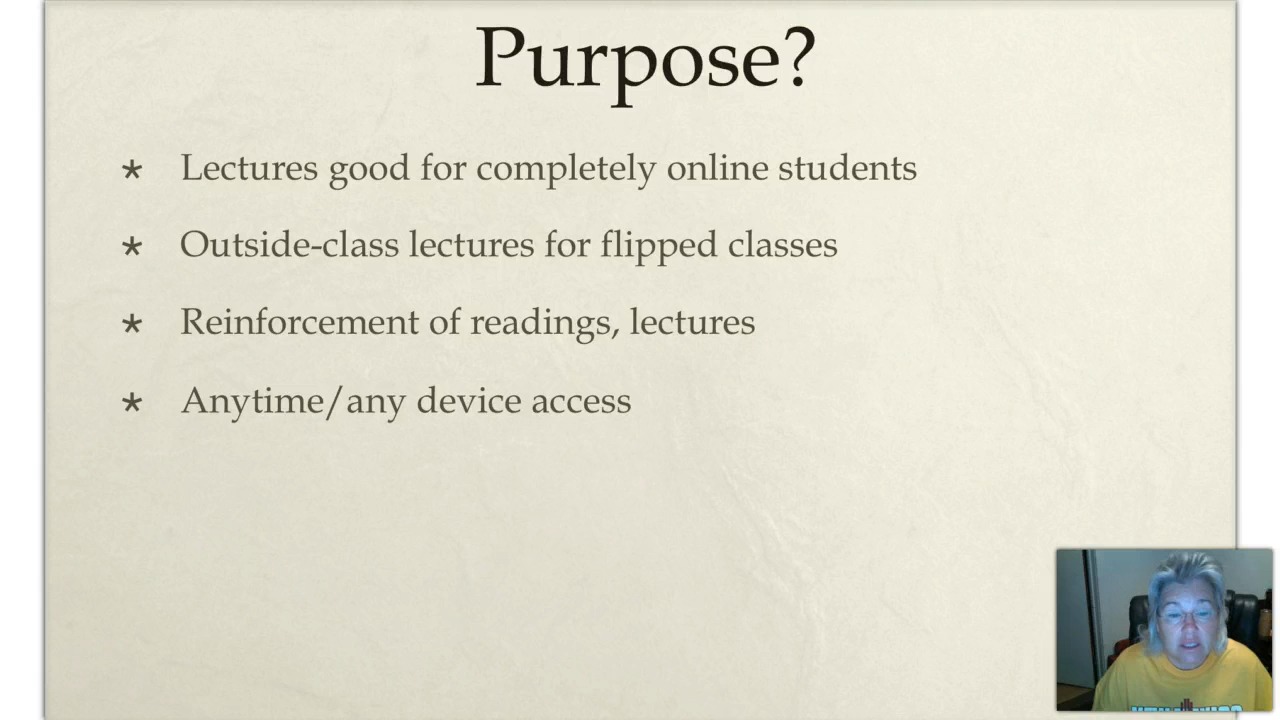 Purpose?
* Lectures good for completely online students
* Outside-class lectures for flipped classes
* Reinforcement of readings, lectures
* Anytime/any device access